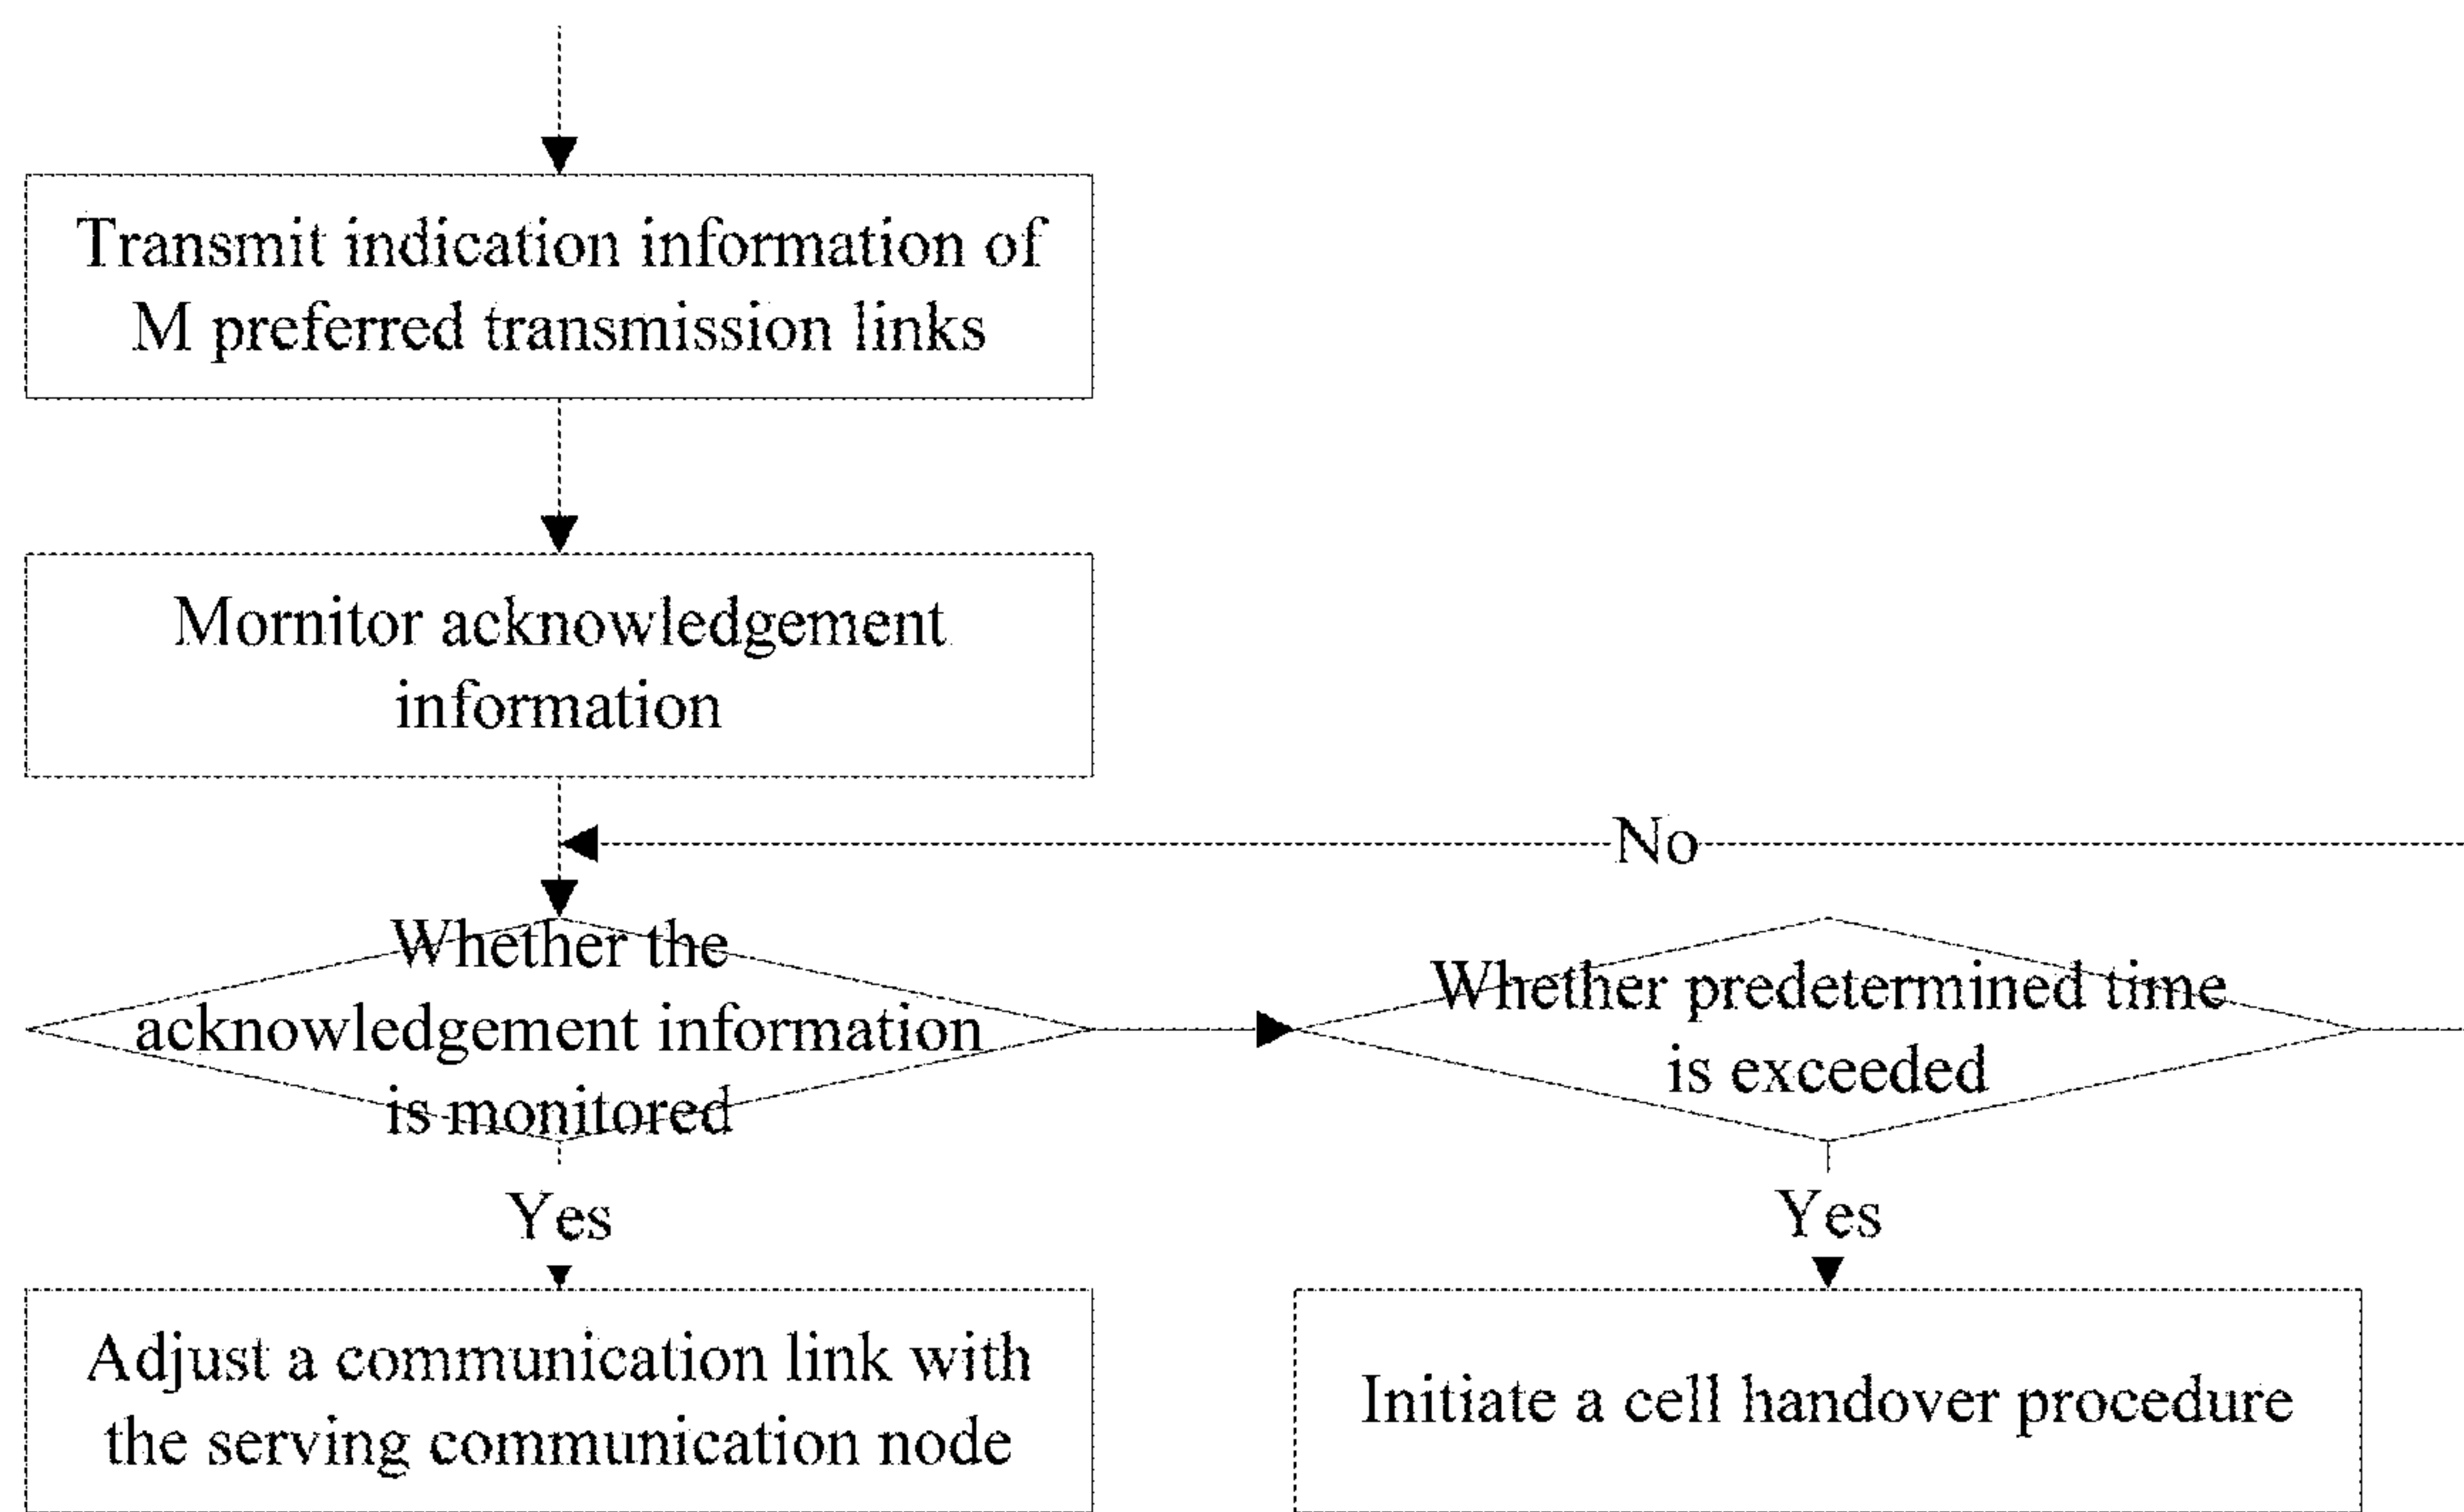 Transmit indication information of
M preferred transmission links
Mornitor acknowledgement
information
No
Whether the
acknowledgement information
is monitored
Whether predetermined time
is exceeded
Yes
Yes
Adjust a communication link with
the serving communication node
Initiate a cell handover procedure